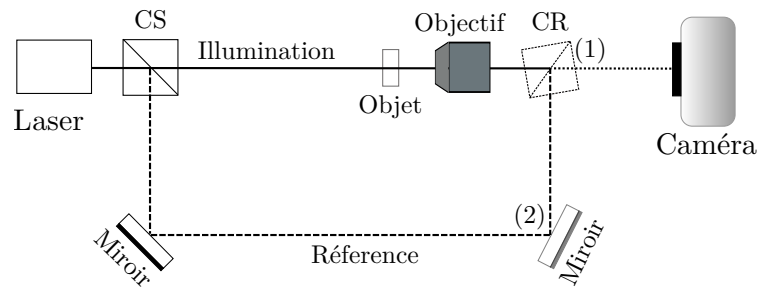 CS
Objectif
CR
Illumination
(1)
Laser
Objet
Caméra
(2)
Miroir
Réference
Miroir